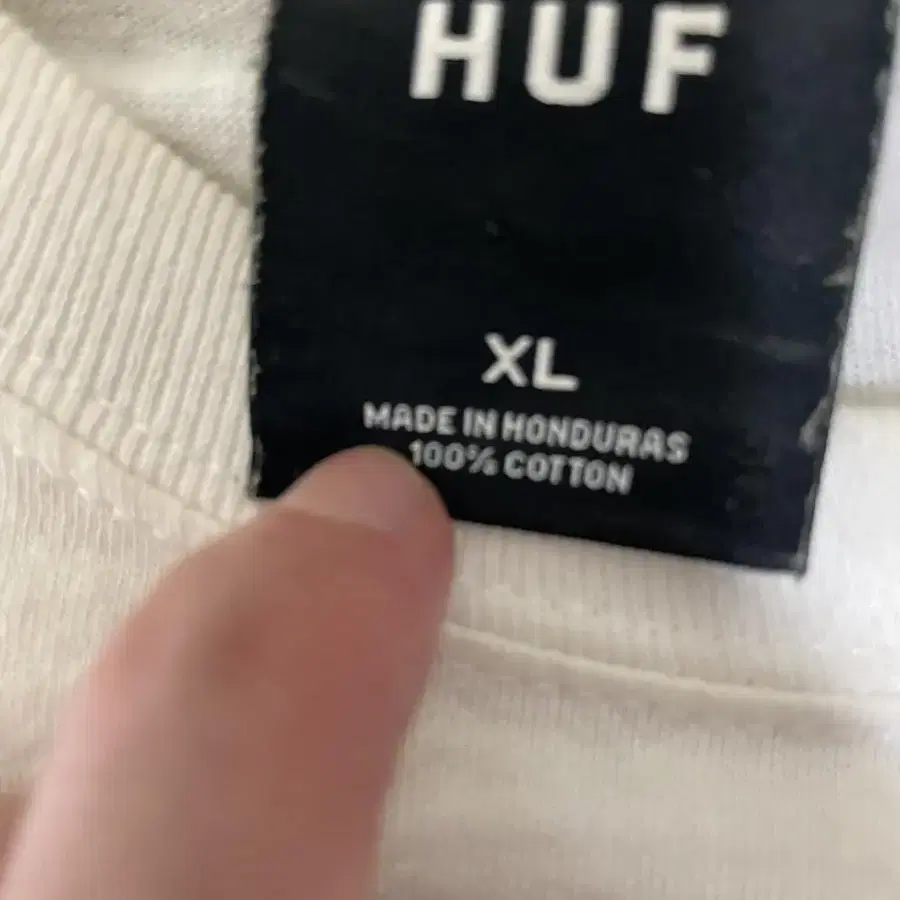 HUF
XL
MADE IN HONDURAS
100% COTTON